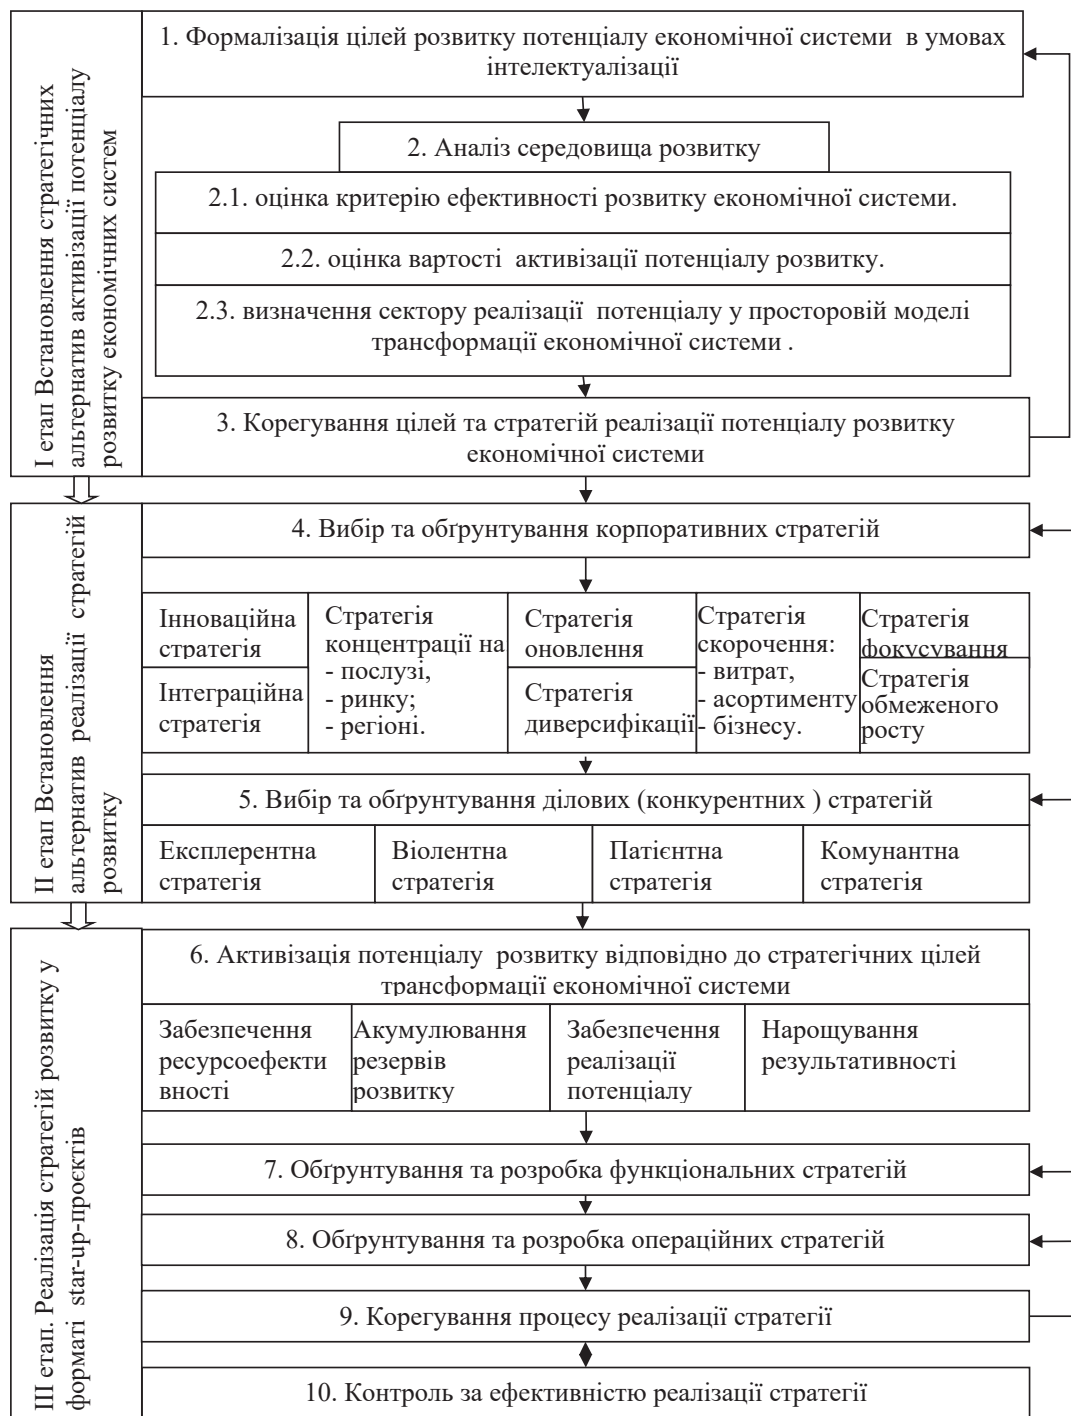 І етап Встановлення стратегічних
альтернатив активізації потенціалу
розвитку економічних систем
1. Формалізація цілей розвитку потенціалу економічної системи в умовах
інтелектуалізації
2. Аналіз середовища розвитку
2.1. оцінка критерію ефективності розвитку економічної системи.
2.2. оцінка вартості активізації потенціалу розвитку.
2.3. визначення сектору реалізації потенціалу у просторовій моделі
трансформації економічної системи .
3. Корегування цілей та стратегій реалізації потенціалу розвитку
економічної системи
ІІ етап Встановлення
альтернатив реалізації стратегій
розвитку
4. Вибір та обґрунтування корпоративних стратегій
Інноваційна
стратегія
Інтеграційна
стратегія
Стратегія
концентрації на
- послузі,
- ринку;
- регіоні.
Стратегія
оновлення
Стратегія
диверсифікації
Стратегія
скорочення:
- витрат,
- асортименту
- бізнесу.
Стратегія
фокусування
Стратегія
обмеженого
росту
5. Вибір та обґрунтування ділових (конкурентних ) стратегій
Експлерентна
стратегія
Віолентна
стратегія
Патієнтна
стратегія
Комунантна
стратегія
ІІІ етап. Реалізація стратегій розвитку у
форматі star-up-проєктів
6. Активізація потенціалу розвитку відповідно до стратегічних цілей
трансформації економічної системи
Забезпечення
ресурсоефекти
вності
Акумулювання
резервів
розвитку
Забезпечення
реалізації
потенціалу
Нарощування
результативності
7. Обґрунтування та розробка функціональних стратегій
8. Обґрунтування та розробка операційних стратегій
9. Корегування процесу реалізації стратегії
10. Контроль за ефективністю реалізації стратегії